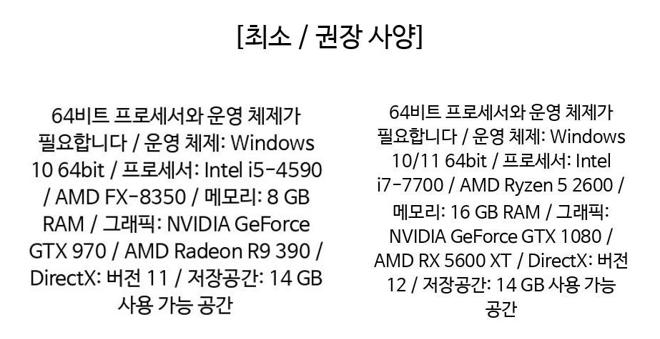 [최소 / 권장 사양]
64비트 프로세서와 운영 체제가
필요합니다 / 운영 체제: Windows
10 64bit / 프로세서: Intel i5-4590
/ AMD FX-8350 / 메모리: 8 GB
RAM / 그래픽: NVIDIA GeForce
GTX 970 / AMD Radeon R9 390 /
DirectX: 버전 11 / 저장공간: 14 GB
사용 가능 공간
64비트 프로세서와 운영 체제가
필요합니다 / 운영 체제: Windows
10/11 64bit / 프로세서: Intel
i7-7700 / AMD Ryzen 5 2600 /
메모리: 16 GB RAM / 그래픽:
NVIDIA GeForce GTX 1080 /
AMD RX 5600 XT / DirectX: 버전
12 / 저장공간: 14 GB 사용 가능
공간